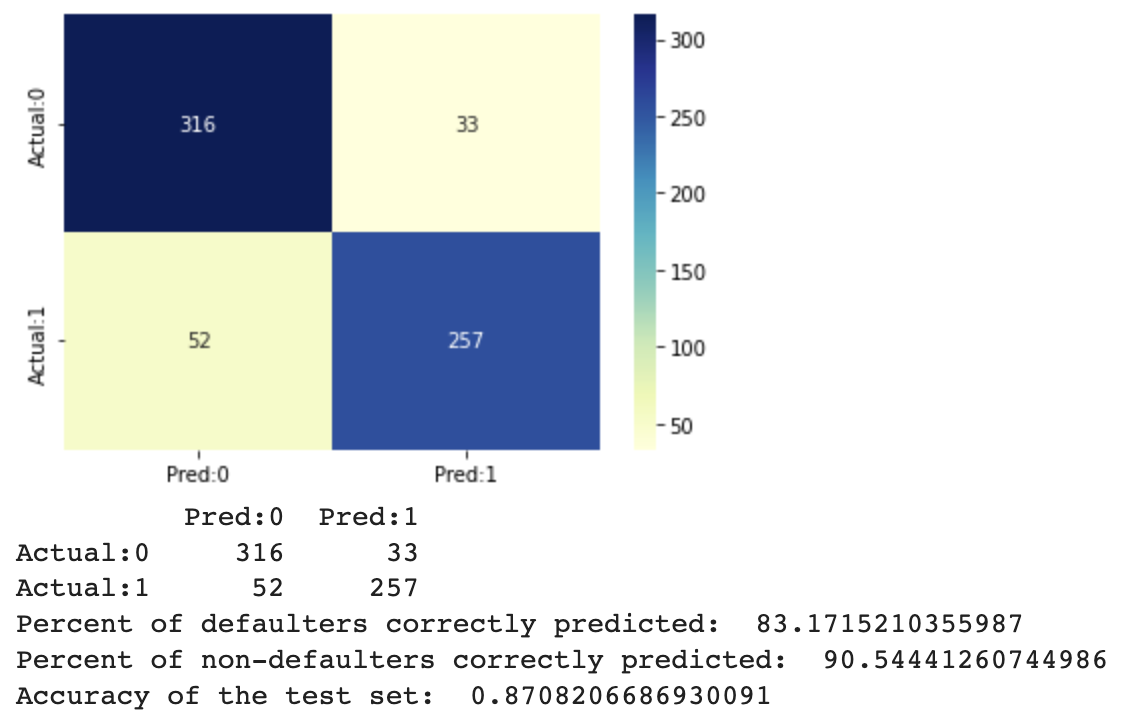 300
Actual:0
316
33
250
200
150
Actual:1
52
257
100
50
Pred:0 Pred:1
Pred:0 Pred:1
Actual:0 316 33
Actual:1 52 257
Percent of defaulters correctly predicted: 83.1715210355987
Percent of non-defaulters correctly predicted: 90.54441260744986
Accuracy of the test set: 0.8708206686930091